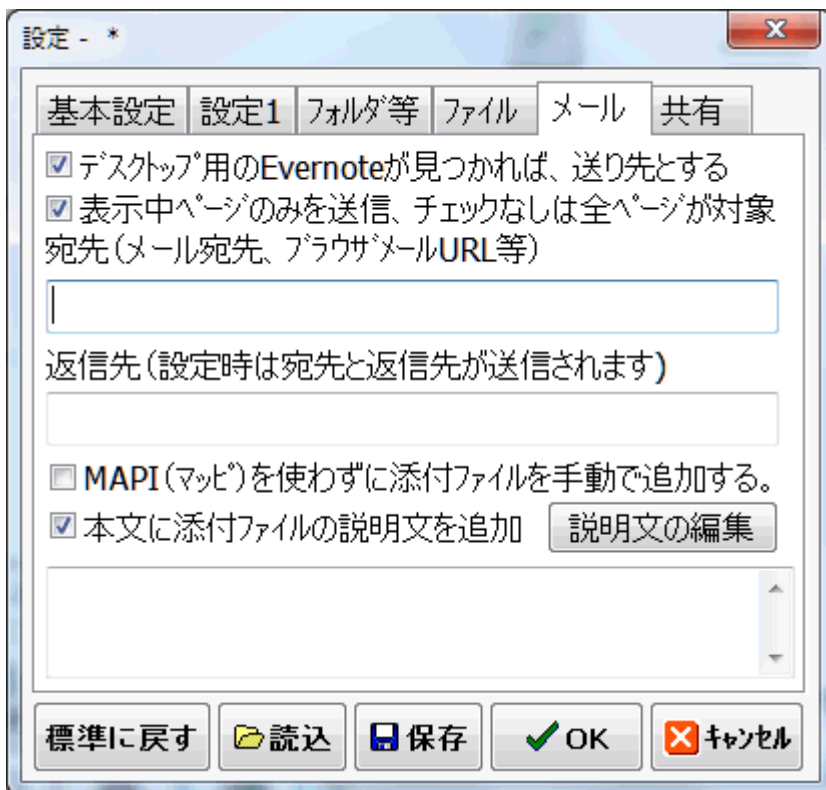 設定 - *
基本設定 設定1 ﾌｫﾙﾀﾞ等 ﾌｧｲﾙ メール 共有
ﾃﾞｽｸﾄｯﾌﾟ用のEvernoteが見つかれば、送り先とする
表示中ﾍﾟｰｼﾞのみを送信、チェックなしは全ﾍﾟｰｼﾞが対象
宛先(メール宛先、ﾌﾞﾗｳｻﾞﾒｰﾙURL等)
返信先(設定時は宛先と返信先が送信されます)
MAPI(ﾏｯﾋﾟ)を使わずに添付ﾌｧｲﾙを手動で追加する。
本文に添付ﾌｧｲﾙの説明文を追加 説明文の編集
標準に戻す 読込 保存 OK ｷｬﾝｾﾙ